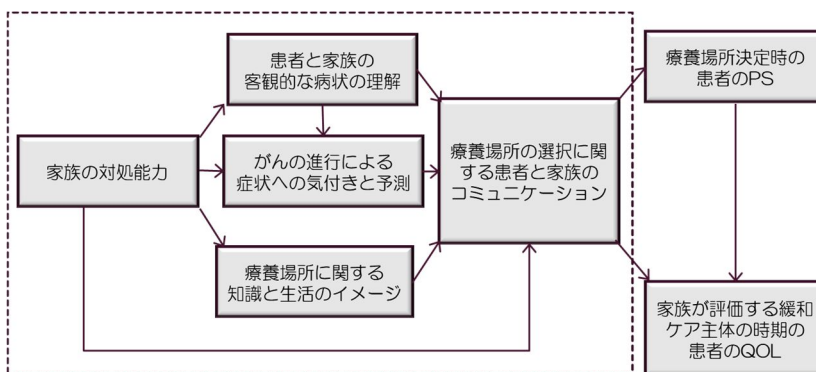 患者と家族の
客観的な病状の理解
療養場所決定時の
患者のPS
家族の対処能力
がんの進行による
症状への気付きと予測
療養場所の選択に関
する患者と家族の
コミュニケーション
療養場所に関する
知識と生活のイメージ
家族が評価する緩和
ケア主体の時期の
患者のQOL